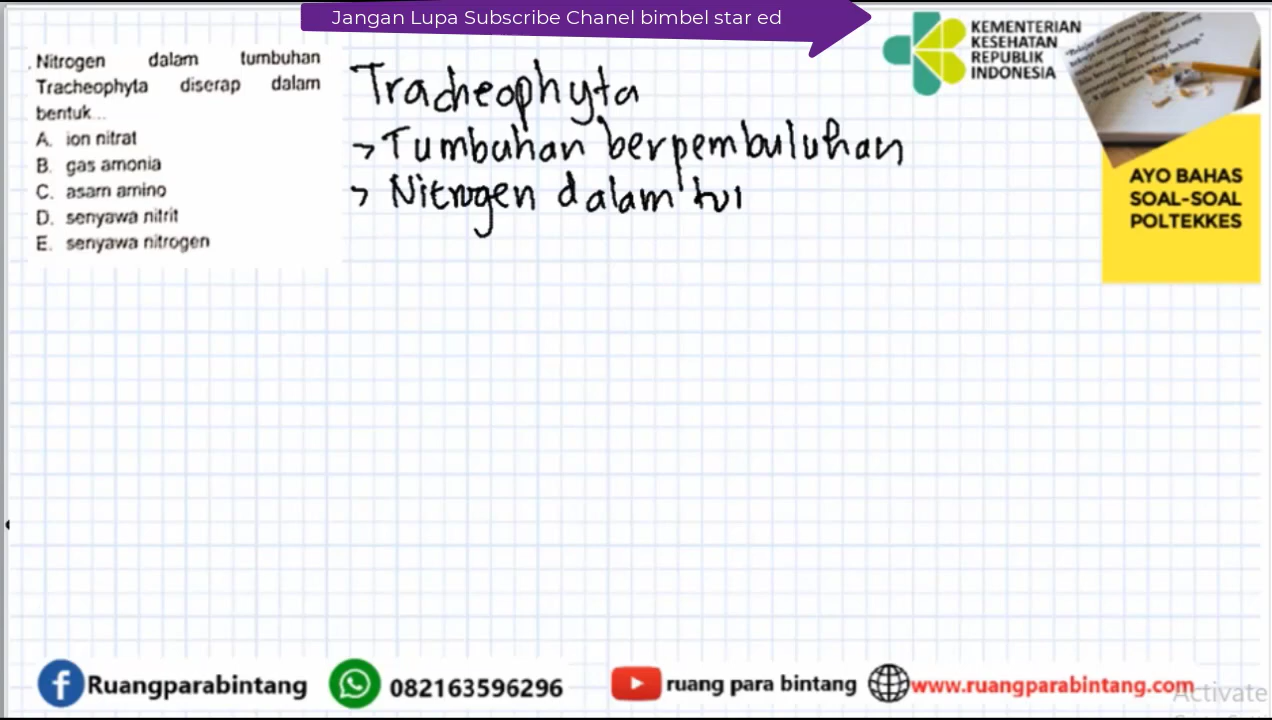 Jangan Lupa Subscribe Chanel bimbel star ed
. Nitrogen dalam tumbuhan
Tracheophyta diserap dalam
bentuk...
A. ion nitrat
B. gas amonia
C. asam amino
D. senyawa nitrit
E. senyawa nitrogen
Tracheophyta
> Tumbuhan berpembuluhan
> Nitrogen dalam tu
KEMENTERIAN
KESEHATAN
REPUBLIK
INDONESIA
AYO BAHAS
SOAL-SOAL
POLTEKKES
Ruangparabintang
082163596296
ruang para bintang
www.ruangparabintang.com
Activate